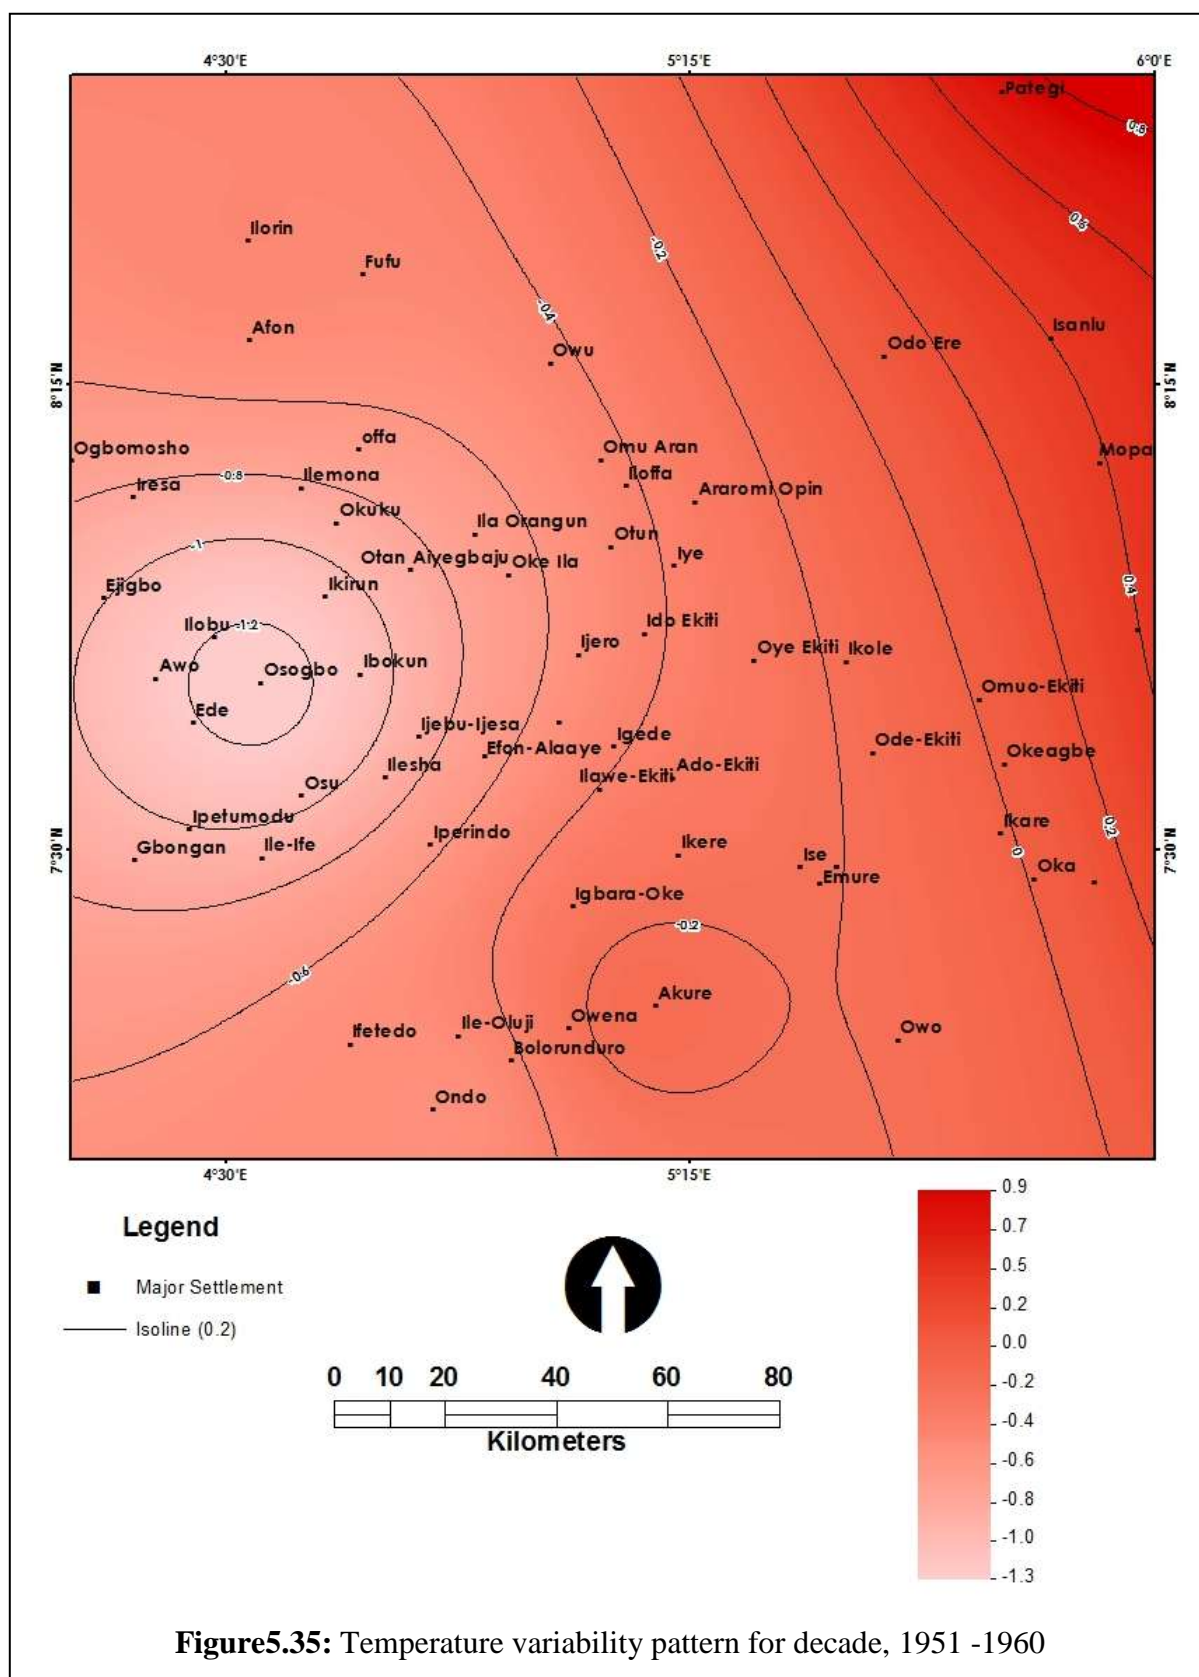 4°30'E 5°15'E 6°0'E
Pategi
0.8
0.6
Ilorin
-0.2
Fufu
-0.4
Afon
Isanlu
Odo Ere
Owu
8°15'N 8°15'N
offa
Ogbomosho
Omu Aran
Mopa
-0.8
Iresa
Ilemona
Iloffa
Araromi Opin
Okuku
Ila Orangun
Otun
-1
Otan Aiyegbaju
Oke Ila
Iye
Ejigbo
Ikirun
0.4
Ilobu
-1.2
Ido Ekiti
Ijero
Oye Ekiti
Ikole
Awo
Osogbo
Ibokun
Omuo-Ekiti
Ede
Ijebu-Ijesa
Igede
Ode-Ekiti
Efon-Alaaye
Okeagbe
Ilesha
Ilawe-Ekiti
Ado-Ekiti
Osu
Ipetumodu
Iperindo
Ikare
0.2
7°30'N 7°30'N
Gbongan
Ile-Ife
Ikere
Ise
0
Oka
Emure
Igbara-Oke
-0.2
-0.6
Akure
Owena
Ile-Oluji
Ifetedo
Owo
Bolorunduro
Ondo
4°30'E 5°15'E
Legend
Major Settlement
Isoline (0.2)
0 10 20 40 60 80
Kilometers
0.9
0.7
0.5
0.2
0.0
-0.2
-0.4
-0.6
-0.8
-1.0
-1.3
Figure5.35: Temperature variability pattern for decade, 1951 -1960